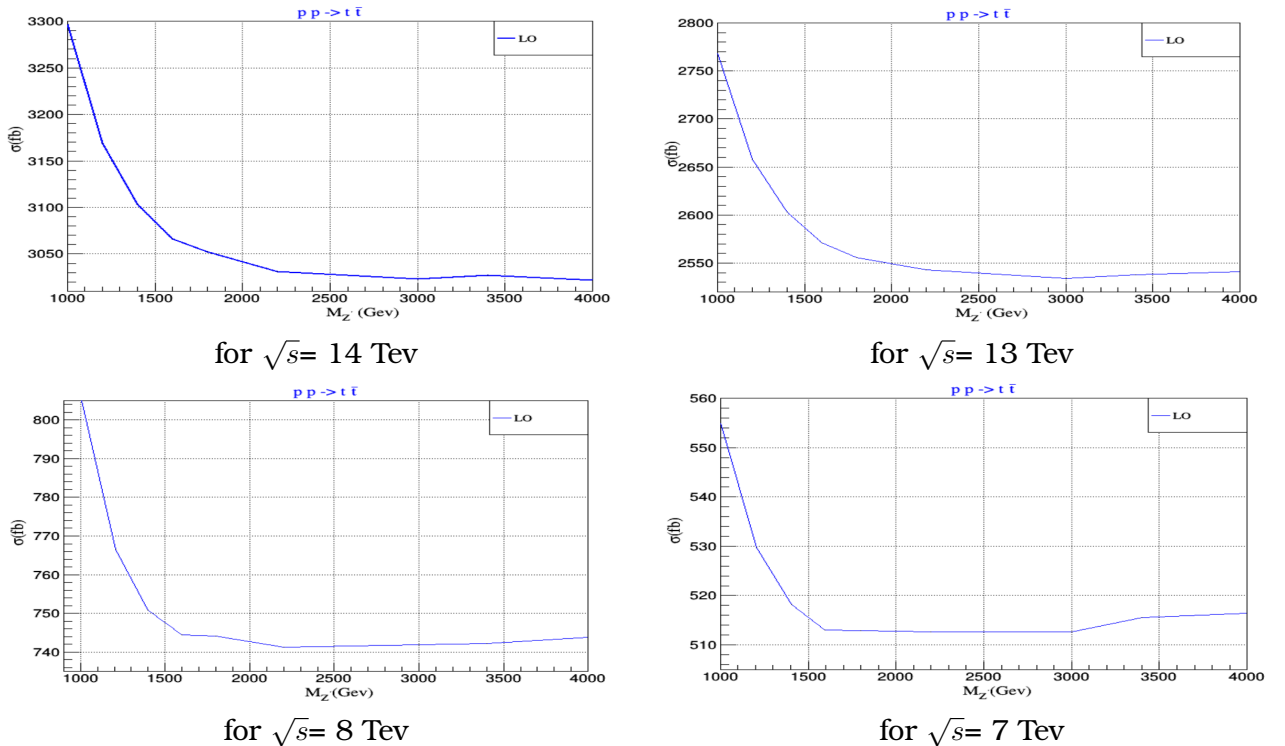 p p -> t t̄
LO
3300
3250
3200
3150
3100
3050
σ(fb)
1000 1500 2000 2500 3000 3500 4000
M_Z' (Gev)
for √s= 14 Tev
p p -> t t̄
LO
2800
2750
2700
2650
2600
2550
σ(fb)
1000 1500 2000 2500 3000 3500 4000
M_Z' (Gev)
for √s= 13 Tev
p p -> t t̄
LO
800
790
780
770
760
750
740
σ(fb)
1000 1500 2000 2500 3000 3500 4000
M_Z'(Gev)
for √s= 8 Tev
p p -> t t̄
LO
560
550
540
530
520
510
σ(fb)
1000 1500 2000 2500 3000 3500 4000
M_Z'(Gev)
for √s= 7 Tev